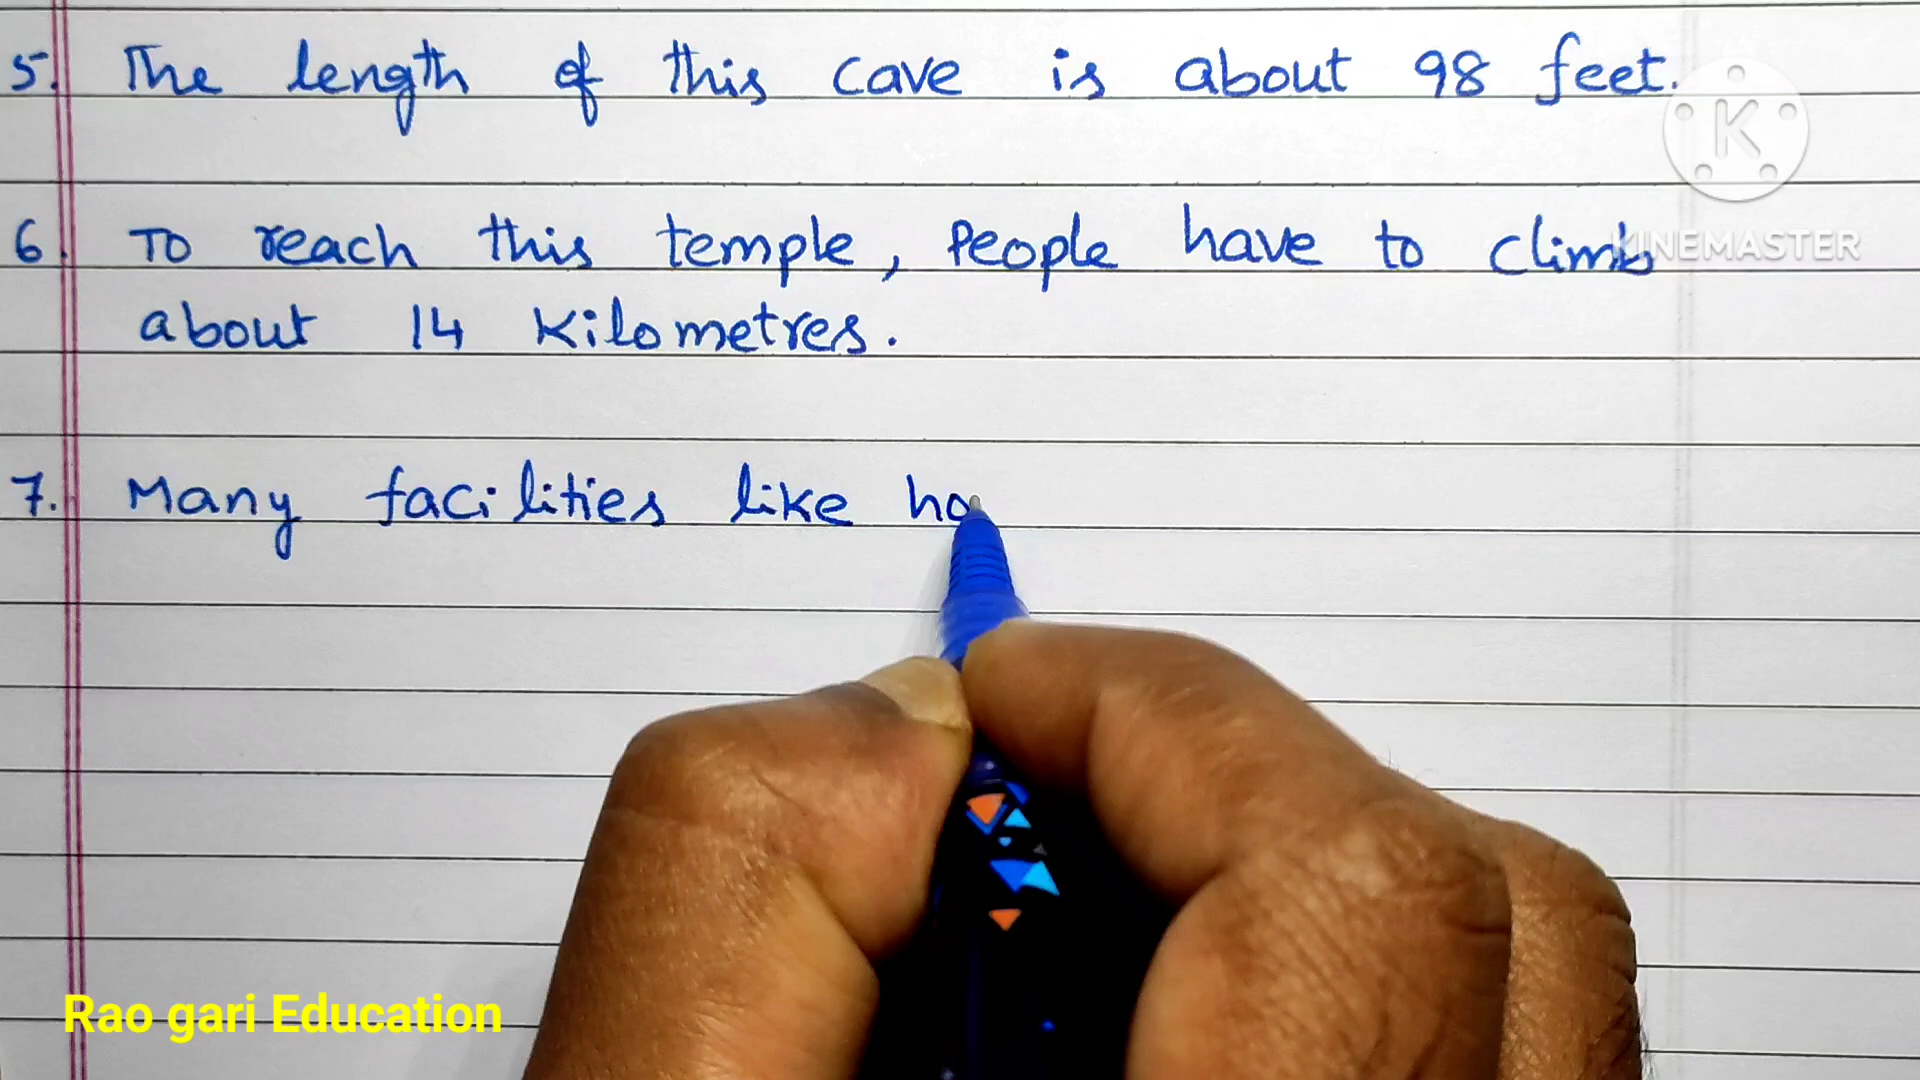 5. The length of this cave is about 98 feet.
K
KINEMASTER
6. To reach this temple, People have to climb
about 14 Kilometres.
7. Many facilities like ho
Rao gari Education